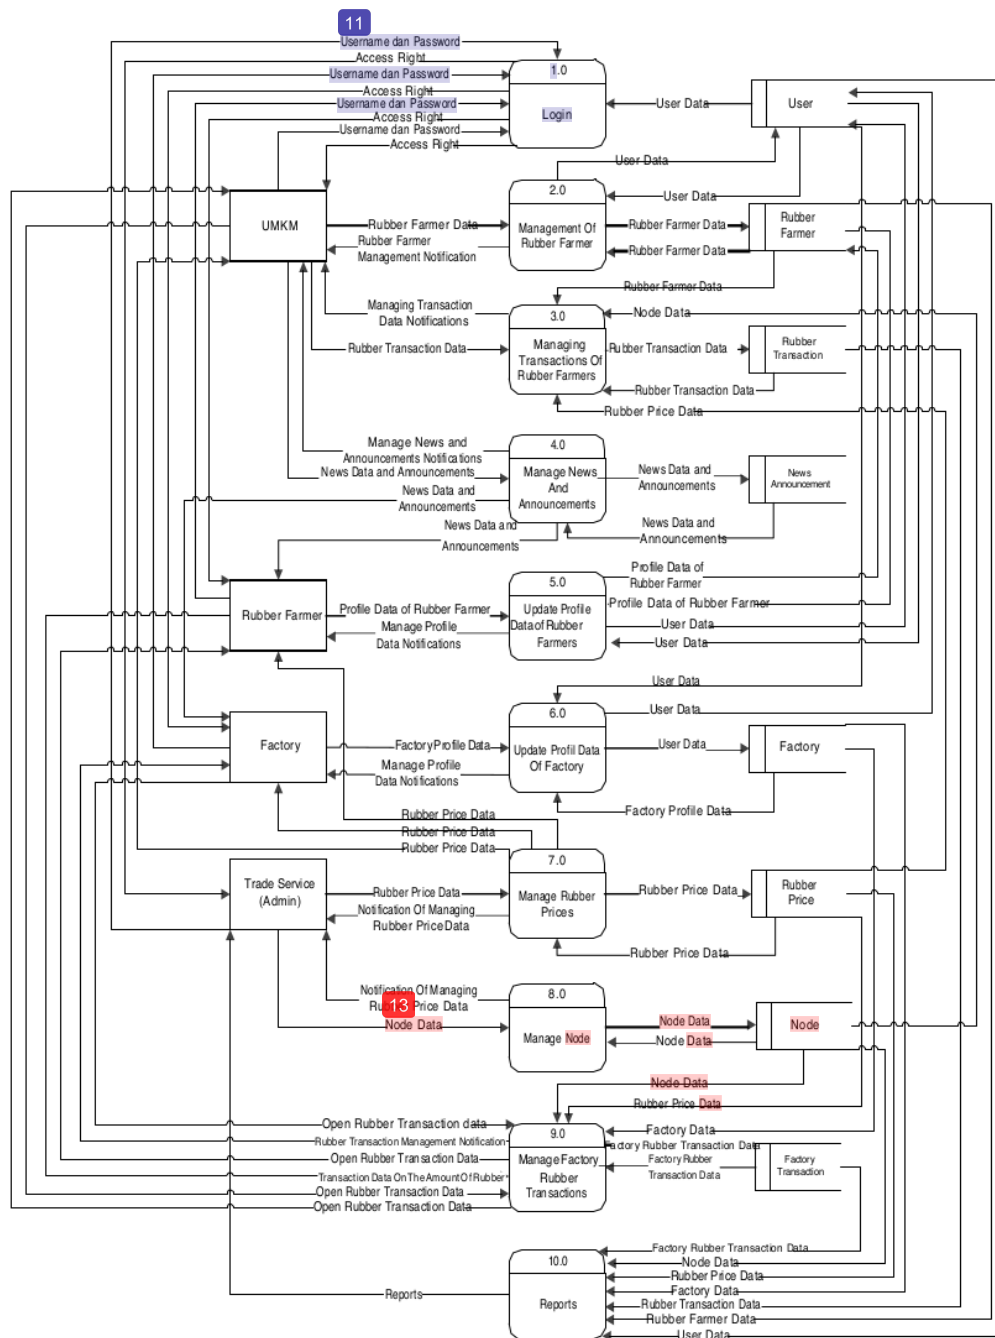 11
Username dan Password
Access Right
Username dan Password
Access Right
Username dan Password
Access Right
Username dan Password
Access Right
1.0
Login
User Data
User
User Data
2.0
User Data
UMKM
Rubber Farmer Data
Rubber Farmer
Management Notification
Management Of
Rubber Farmer
Rubber Farmer Data
Rubber Farmer Data
Rubber
Farmer
Rubber Farmer Data
Managing Transaction
Data Notifications
3.0
Node Data
Rubber Transaction Data
Managing
Transactions Of
Rubber Farmers
Rubber Transaction Data
Rubber
Transaction
Rubber Transaction Data
Rubber Price Data
Manage News and
Announcements Notifications
4.0
News Data and Announcements
Manage News
And
Announcements
News Data and
Announcements
News
Announcement
News Data and
Announcements
News Data and
Announcements
News Data and
Announcements
Profile Data of
Rubber Farmer
5.0
Rubber Farmer
Profile Data of Rubber Farmer
Manage Profile
Data Notifications
Update Profile
Data of Rubber
Farmers
Profile Data of Rubber Farmer
User Data
User Data
User Data
6.0
User Data
Factory
Factory Profile Data
Manage Profile
Data Notifications
Update Profil Data
Of Factory
User Data
Factory
Factory Profile Data
Rubber Price Data
Rubber Price Data
Rubber Price Data
7.0
Trade Service
(Admin)
Rubber Price Data
Notification Of Managing
Rubber Price Data
Manage Rubber
Prices
Rubber Price Data
Rubber
Price
Rubber Price Data
Notification Of Managing
Rubber Price Data
13
8.0
Node Data
Manage Node
Node Data
Node Data
Node
Node Data
Rubber Price Data
Open Rubber Transaction data
9.0
Factory Data
Rubber Transaction Management Notification
Factory Rubber Transaction Data
Open Rubber Transaction Data
Manage Factory
Rubber
Transactions
Factory Rubber
Transaction Data
Factory
Transaction
Transaction Data On The Amount Of Rubber
Open Rubber Transaction Data
Open Rubber Transaction Data
10.0
Factory Rubber Transaction Data
Node Data
Rubber Price Data
Reports
Reports
Factory Data
Rubber Transaction Data
Rubber Farmer Data
User Data